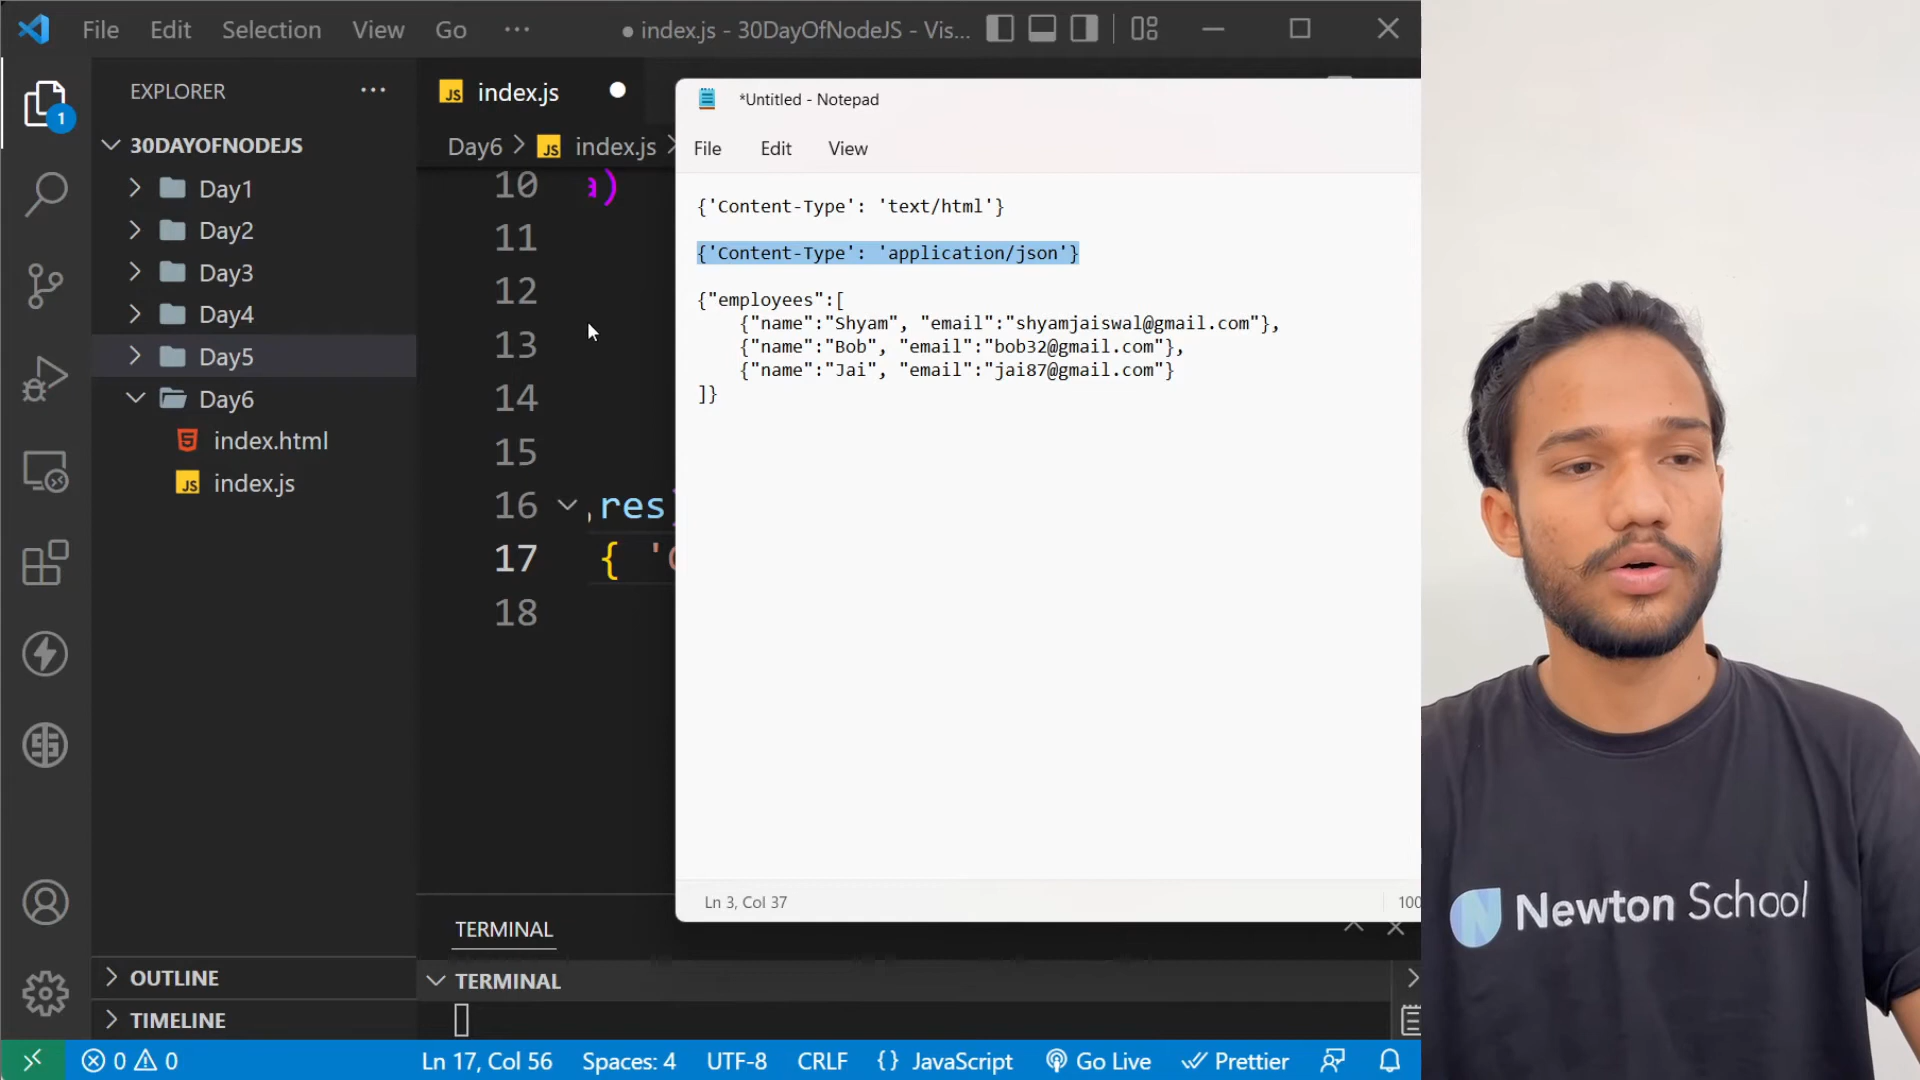 File Edit Selection View Go ··· ● index.js - 30DayOfNodeJS - Vis...
EXPLORER ···
1
30DAYOFNODEJS
Day1
Day2
Day3
Day4
Day5
Day6
index.html
index.js
OUTLINE
TIMELINE
JS index.js ●
Day6 > JS index.js >
10 a)
11
12
13
14
15
16 ,res)
17 { 'C
18
*Untitled - Notepad
File Edit View
{'Content-Type': 'text/html'}
{'Content-Type': 'application/json'}
{"employees":[
{"name":"Shyam", "email":"shyamjaiswal@gmail.com"},
{"name":"Bob", "email":"bob32@gmail.com"},
{"name":"Jai", "email":"jai87@gmail.com"}
]}
Ln 3, Col 37 100
TERMINAL
TERMINAL
0 0 Ln 17, Col 56 Spaces: 4 UTF-8 CRLF {} JavaScript Go Live Prettier
Newton School